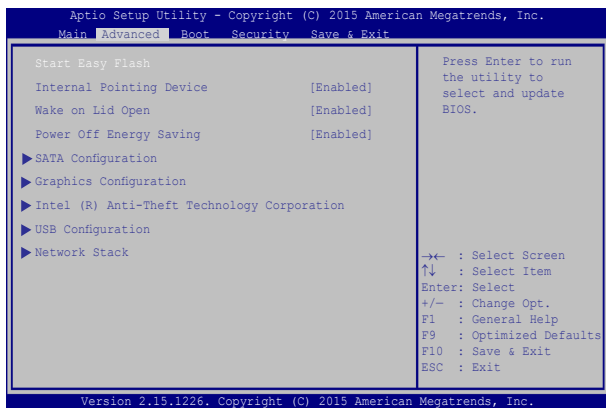 Aptio Setup Utility - Copyright (C) 2015 American Megatrends, Inc.
Main Advanced Boot Security Save & Exit
Start Easy Flash
Internal Pointing Device [Enabled]
Wake on Lid Open [Enabled]
Power Off Energy Saving [Enabled]
SATA Configuration
Graphics Configuration
Intel (R) Anti-Theft Technology Corporation
USB Configuration
Network Stack
Press Enter to run
the utility to
select and update
BIOS.
→← : Select Screen
↑↓ : Select Item
Enter: Select
+/— : Change Opt.
F1 : General Help
F9 : Optimized Defaults
F10 : Save & Exit
ESC : Exit
Version 2.15.1226. Copyright (C) 2015 American Megatrends, Inc.